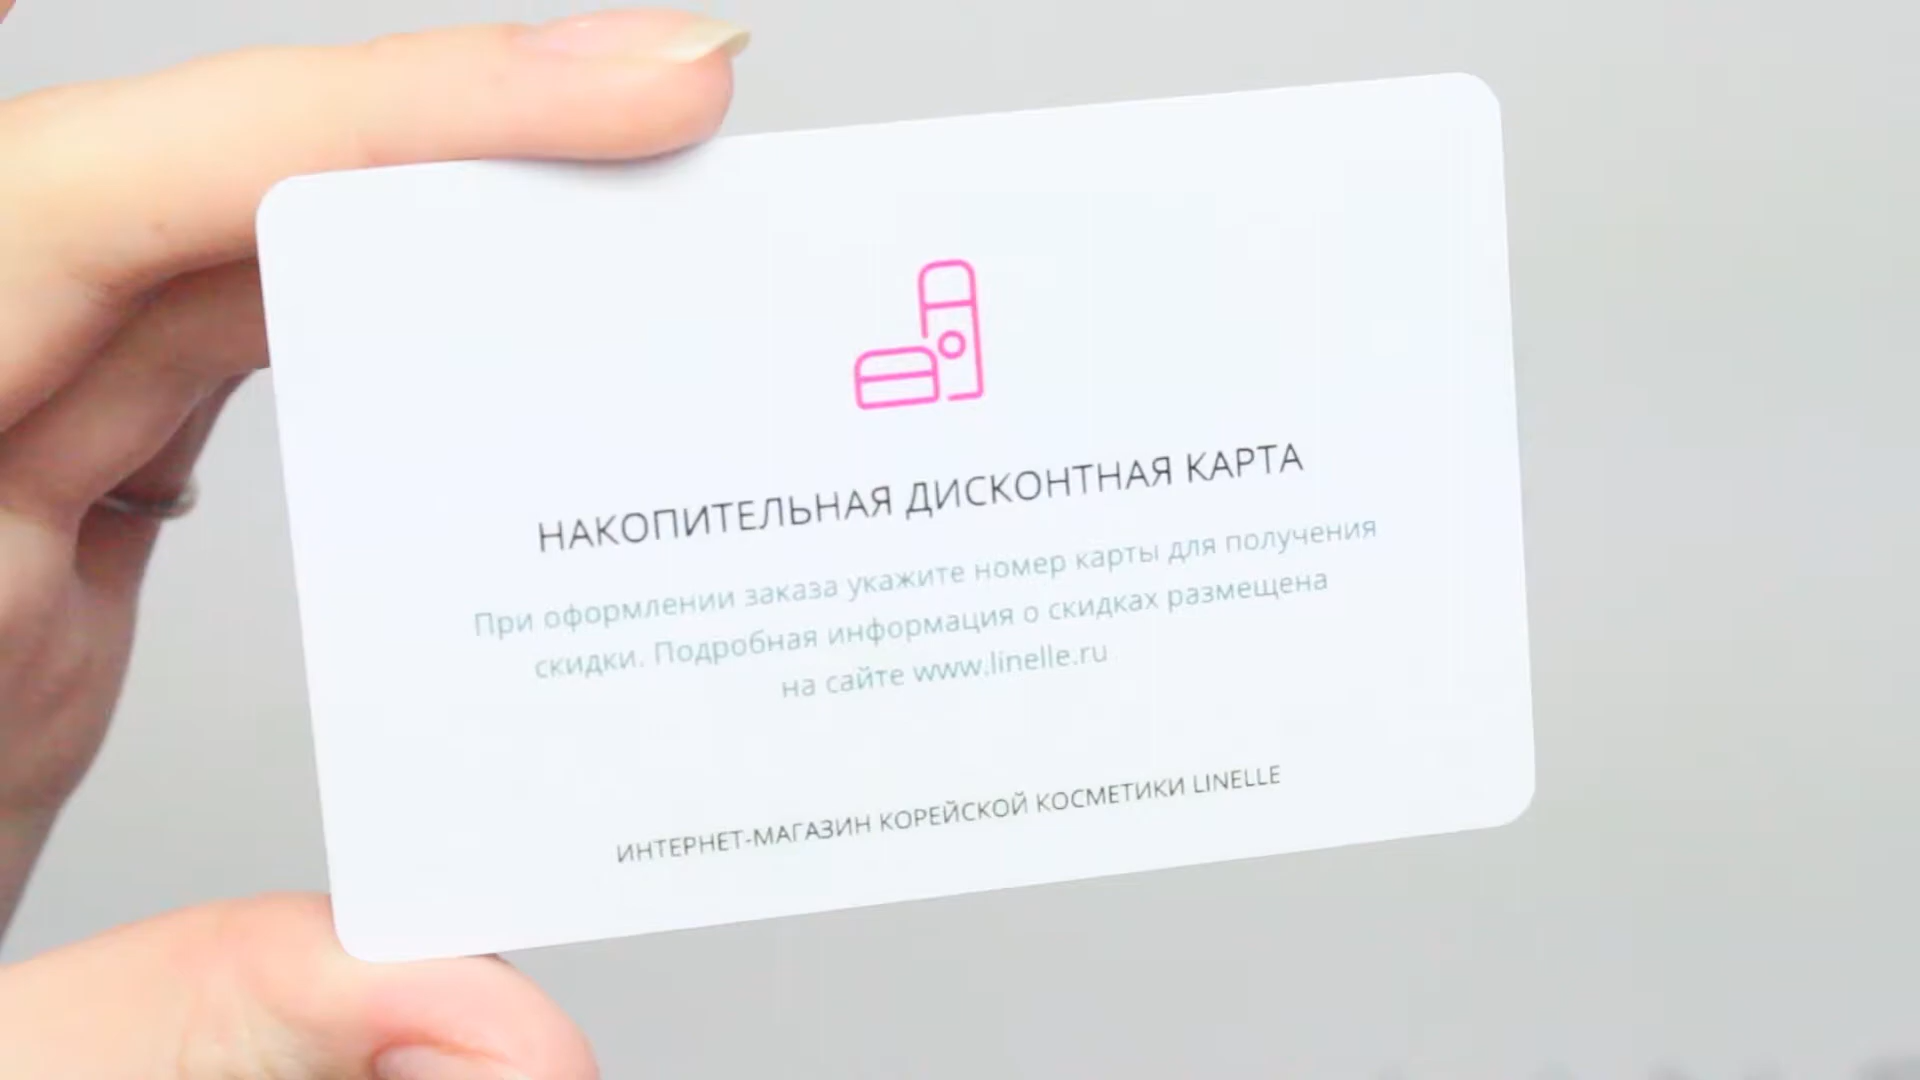 НАКОПИТЕЛЬНАЯ ДИСКОНТНАЯ КАРТА
При оформлении заказа укажите номер карты для получения
скидки. Подробная информация о скидках размещена
на сайте www.linelle.ru
ИНТЕРНЕТ-МАГАЗИН КОРЕЙСКОЙ КОСМЕТИКИ LINELLE